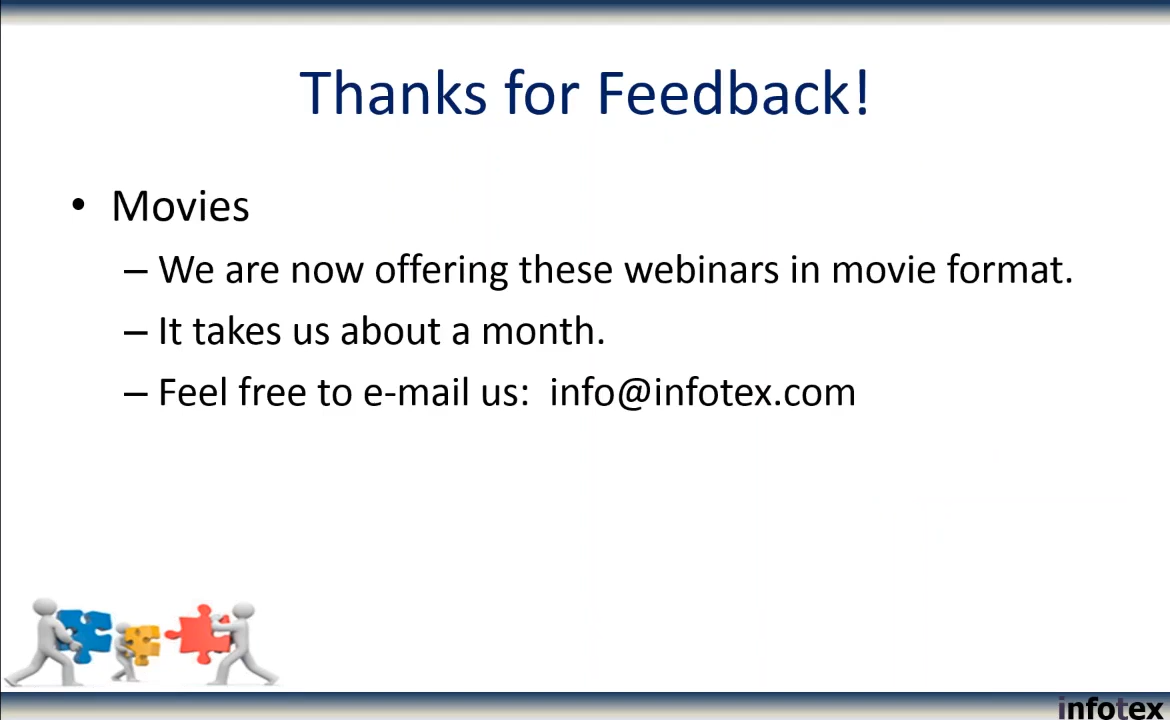 Thanks for Feedback!
• Movies
– We are now offering these webinars in movie format.
– It takes us about a month.
– Feel free to e-mail us:  info@infotex.com
infotex